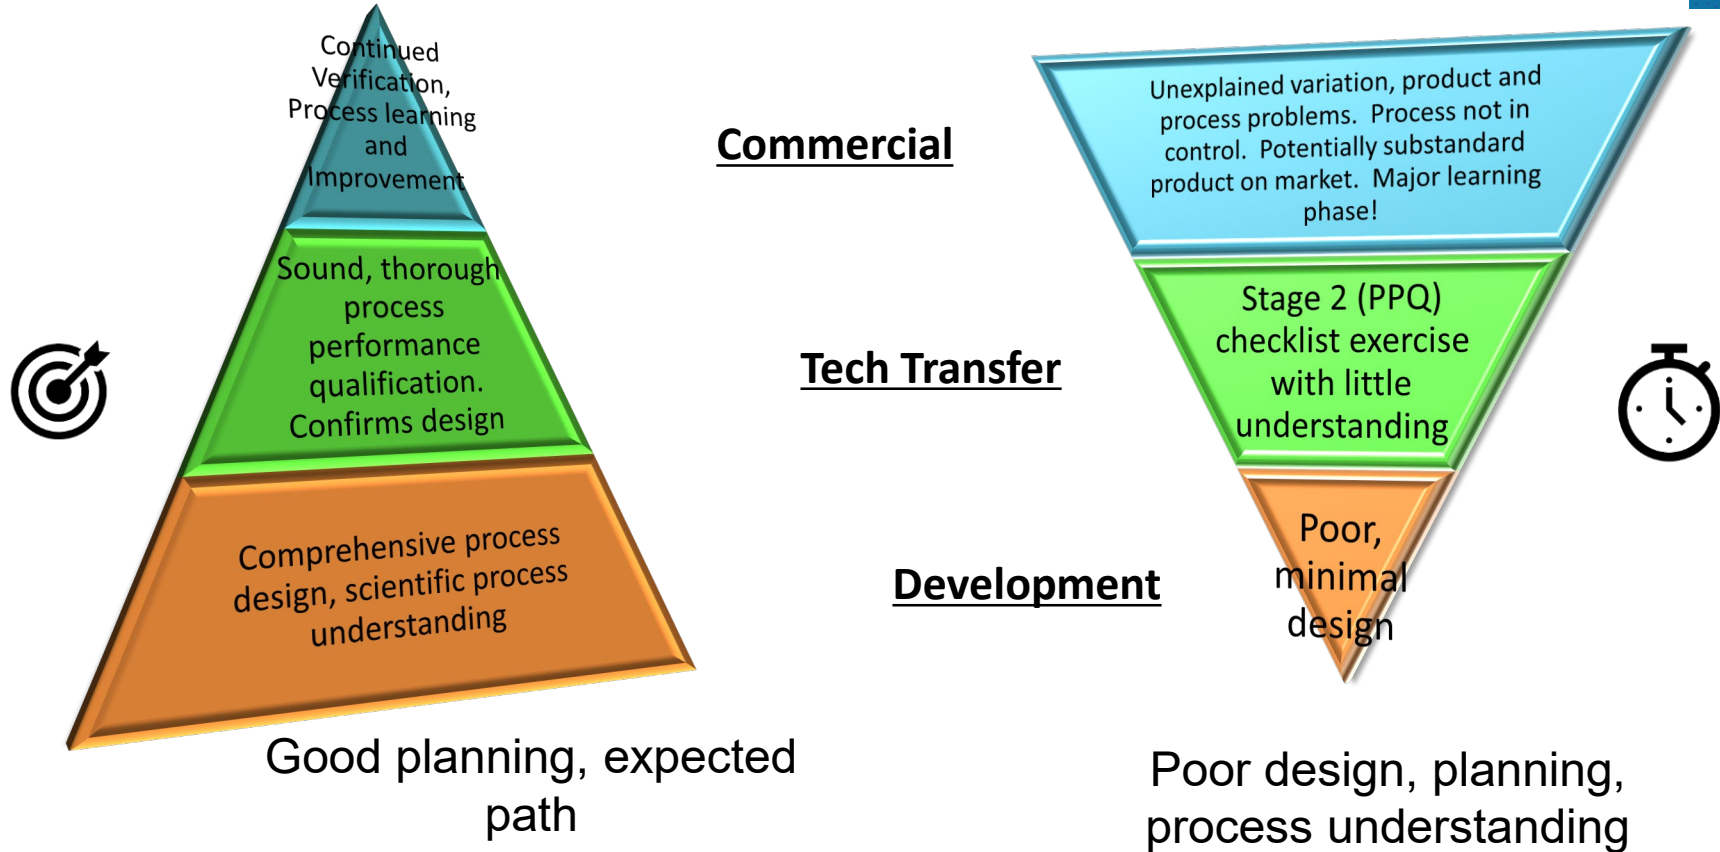 Continued
Verification,
Process learning
and
Improvement
Sound, thorough
process
performance
qualification.
Confirms design
Comprehensive process
design, scientific process
understanding
Good planning, expected
path
Commercial
Tech Transfer
Development
Unexplained variation, product and
process problems.  Process not in
control.  Potentially substandard
product on market.  Major learning
phase!
Stage 2 (PPQ)
checklist exercise
with little
understanding
Poor,
minimal
design
Poor design, planning,
process understanding